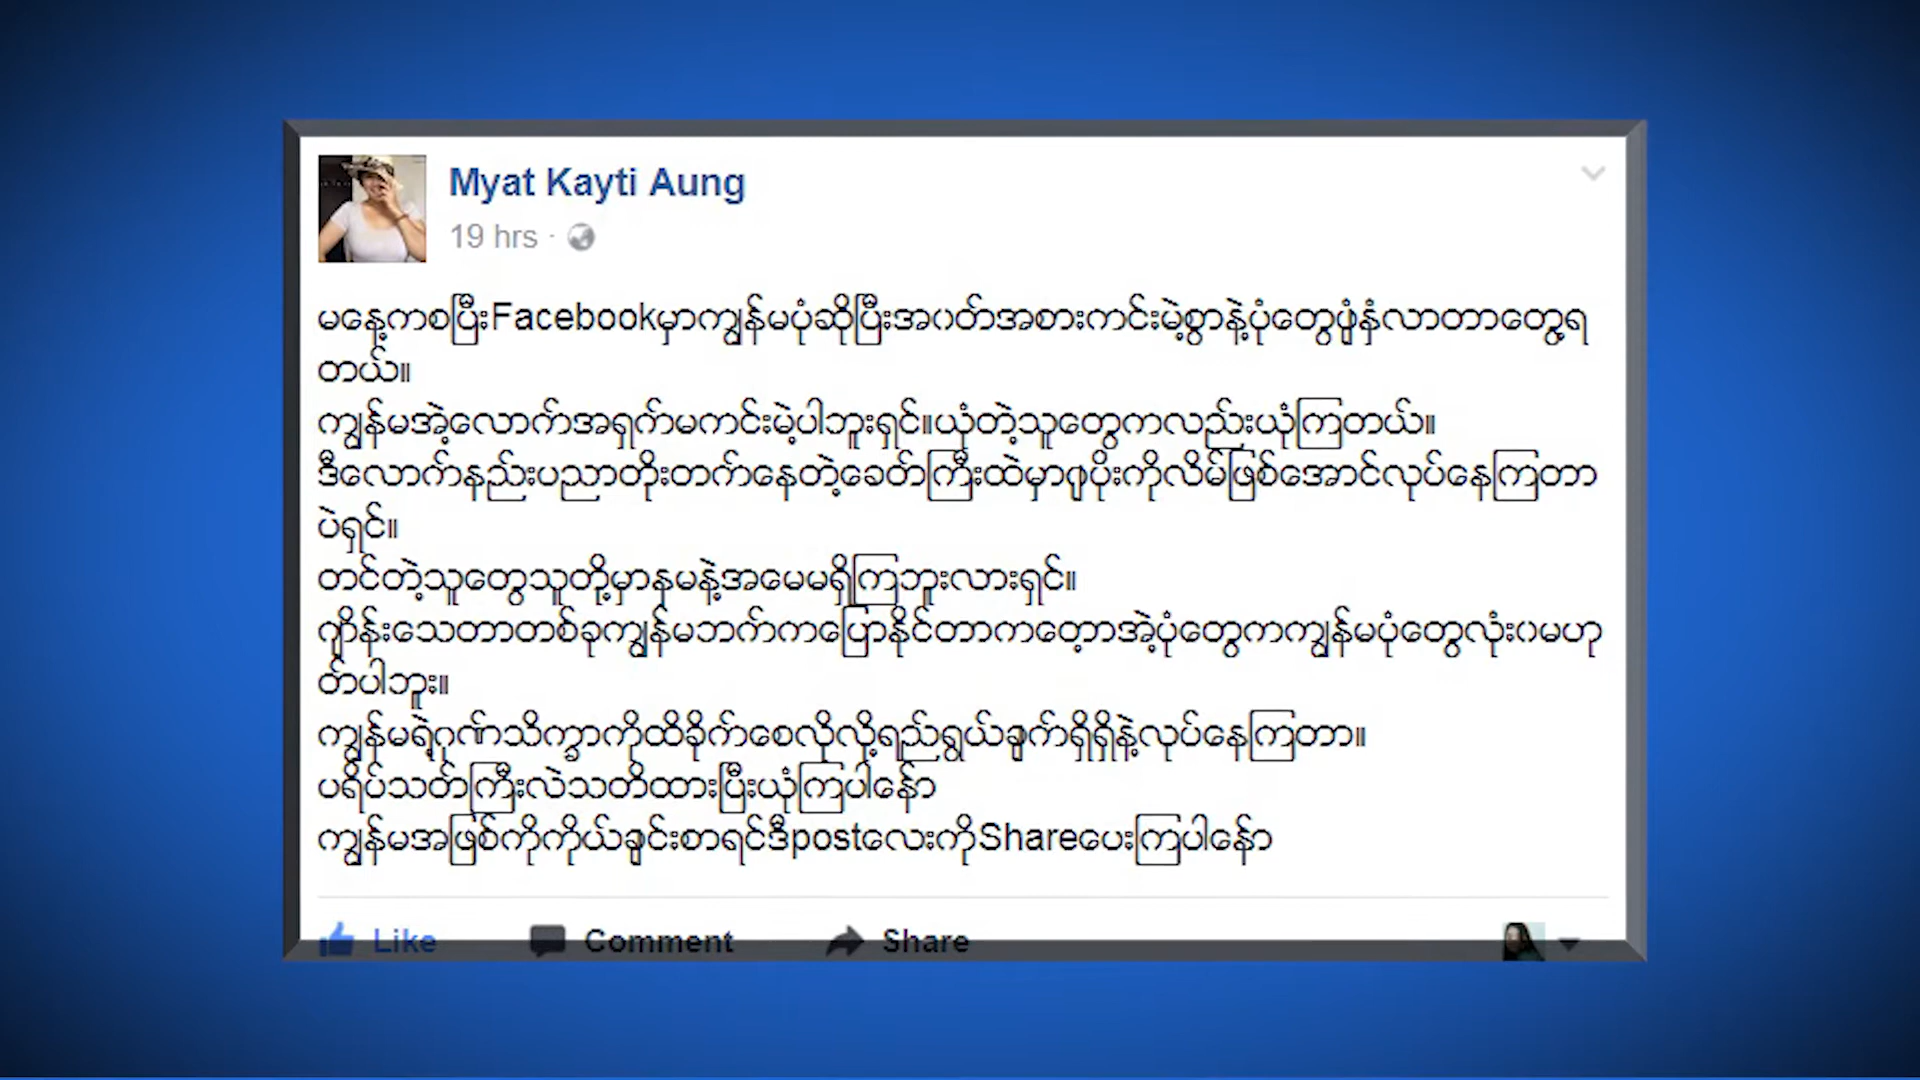 Myat Kayti Aung
19 hrs ·
မနေ့ကစပြီးFacebookမှာကျွန်မပုံဆိုပြီးအဝတ်အစားကင်းမဲ့စွာနဲ့ပုံတွေပျံ့နှံလာတာတွေ့ရ
တယ်။
ကျွန်မအဲ့လောက်အရှက်မကင်းမဲ့ပါဘူးရှင်။ယုံတဲ့သူတွေကလည်းယုံကြတယ်။
ဒီလောက်နည်းပညာတိုးတက်နေတဲ့ခေတ်ကြီးထဲမှာရုပ်ပိုးကိုလိမ်ဖြစ်အောင်လုပ်နေကြတာ
ပဲရှင်။
တင်တဲ့သူတွေသူတို့မှာနမနဲ့အမေမရှိကြဘူးလားရှင်။
ကျိန်းသေတာတစ်ခုကျွန်မဘက်ကပြောနိုင်တာကတော့အဲ့ပုံတွေကကျွန်မပုံတွေလုံးဝမဟု
တ်ပါဘူး။
ကျွန်မရဲ့ဂုဏ်သိက္ခာကိုထိခိုက်စေလိုလို့ရည်ရွယ်ချက်ရှိရှိနဲ့လုပ်နေကြတာ။
ပရိပ်သတ်ကြီးလဲသတိထားပြီးယုံကြပါနော်
ကျွန်မအဖြစ်ကိုကိုယ်ချင်းစာရင်ဒီpostလေးကိုShareပေးကြပါနော်
Like Comment Share